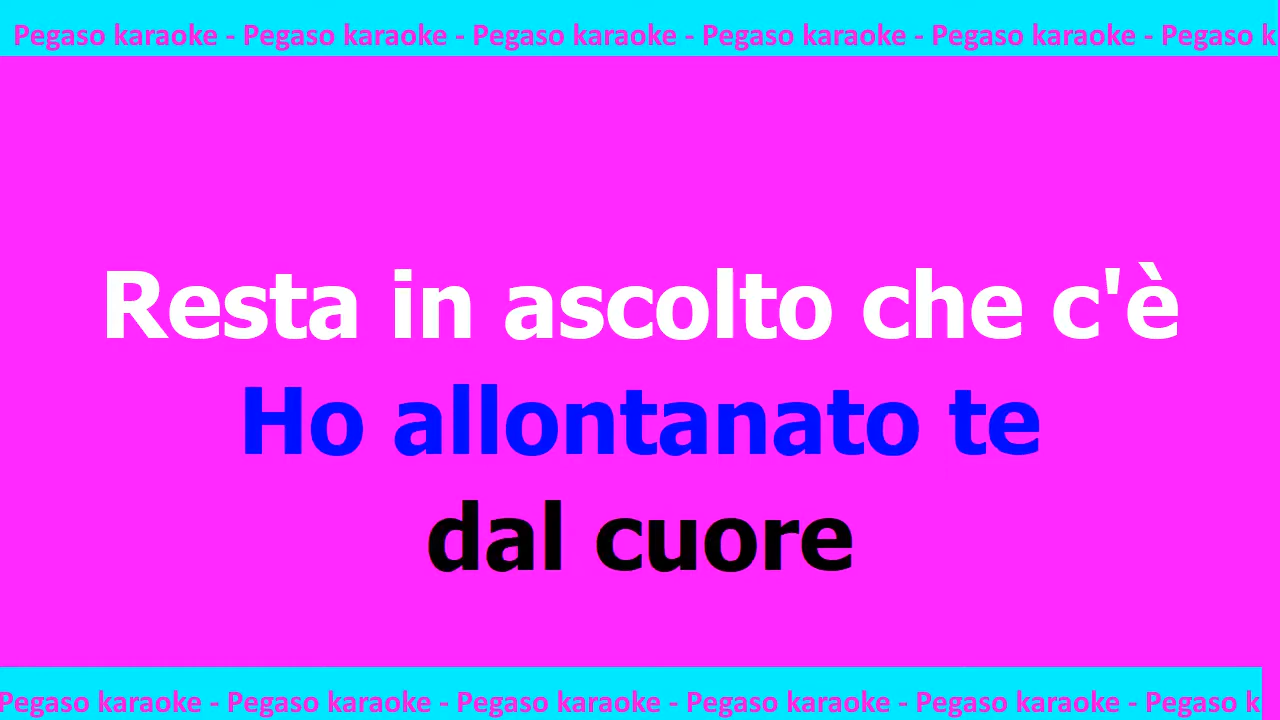 Pegaso karaoke - Pegaso karaoke - Pegaso karaoke - Pegaso karaoke - Pegaso karaoke - Pegaso k
Resta in ascolto che c'è
Ho allontanato te
dal cuore
Pegaso karaoke - Pegaso karaoke - Pegaso karaoke - Pegaso karaoke - Pegaso karaoke - Pegaso k